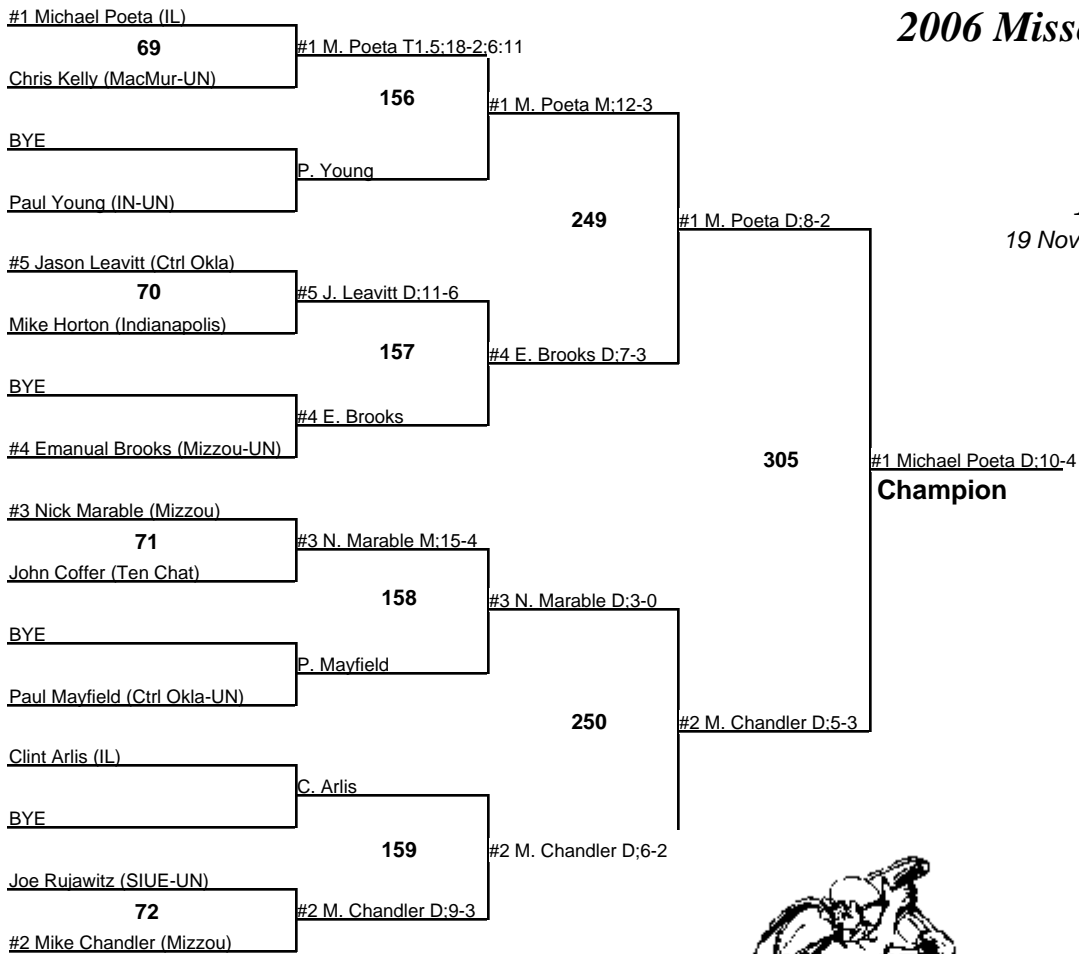 #1 Michael Poeta (IL)
2006 Misso
69
#1 M. Poeta T1.5;18-2;6:11
Chris Kelly (MacMur-UN)
156
#1 M. Poeta M;12-3
BYE
P. Young
Paul Young (IN-UN)
249
#1 M. Poeta D;8-2
19 Nov
#5 Jason Leavitt (Ctrl Okla)
70
#5 J. Leavitt D;11-6
Mike Horton (Indianapolis)
157
#4 E. Brooks D;7-3
BYE
#4 E. Brooks
#4 Emanual Brooks (Mizzou-UN)
305
#1 Michael Poeta D;10-4
Champion
#3 Nick Marable (Mizzou)
71
#3 N. Marable M;15-4
John Coffer (Ten Chat)
158
#3 N. Marable D;3-0
BYE
P. Mayfield
Paul Mayfield (Ctrl Okla-UN)
250
#2 M. Chandler D;5-3
Clint Arlis (IL)
C. Arlis
BYE
159
#2 M. Chandler D;6-2
Joe Rujawitz (SIUE-UN)
72
#2 M. Chandler D;9-3
#2 Mike Chandler (Mizzou)